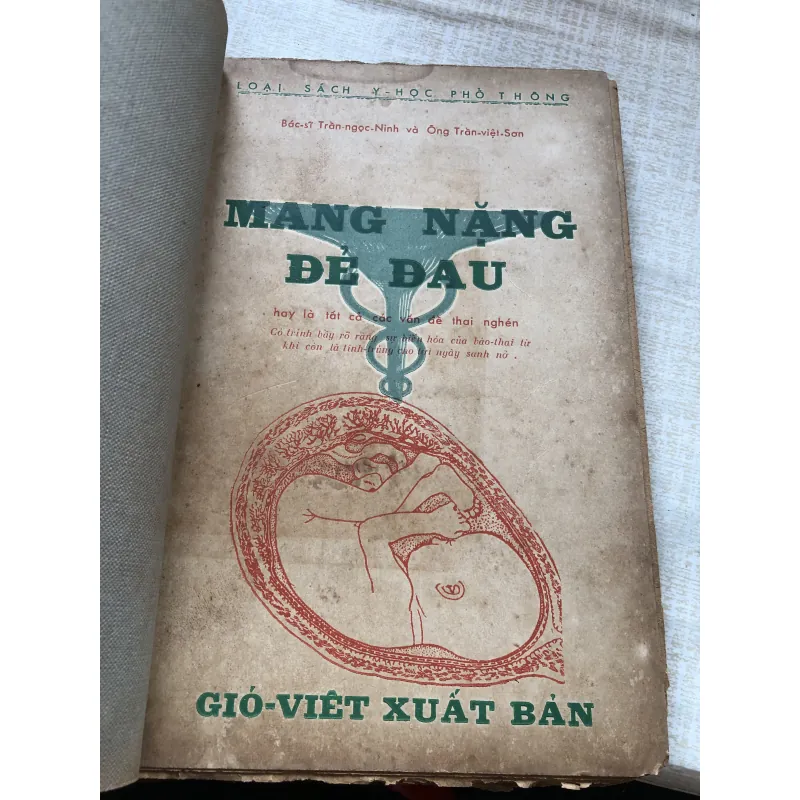 LOẠI SÁCH Y-HỌC PHỔ THÔNG
Bác-sĩ Trần-ngọc-Ninh và Ông Trần-việt-Sơn
MANG NẶNG
ĐẺ ĐAU
hay là tất cả các vấn đề thai nghén
Có trình bầy rõ ràng sự biến hóa của bào-thai từ
khi còn là tinh-trùng cho tới ngày sanh nở .
GIÓ-VIỆT XUẤT BẢN